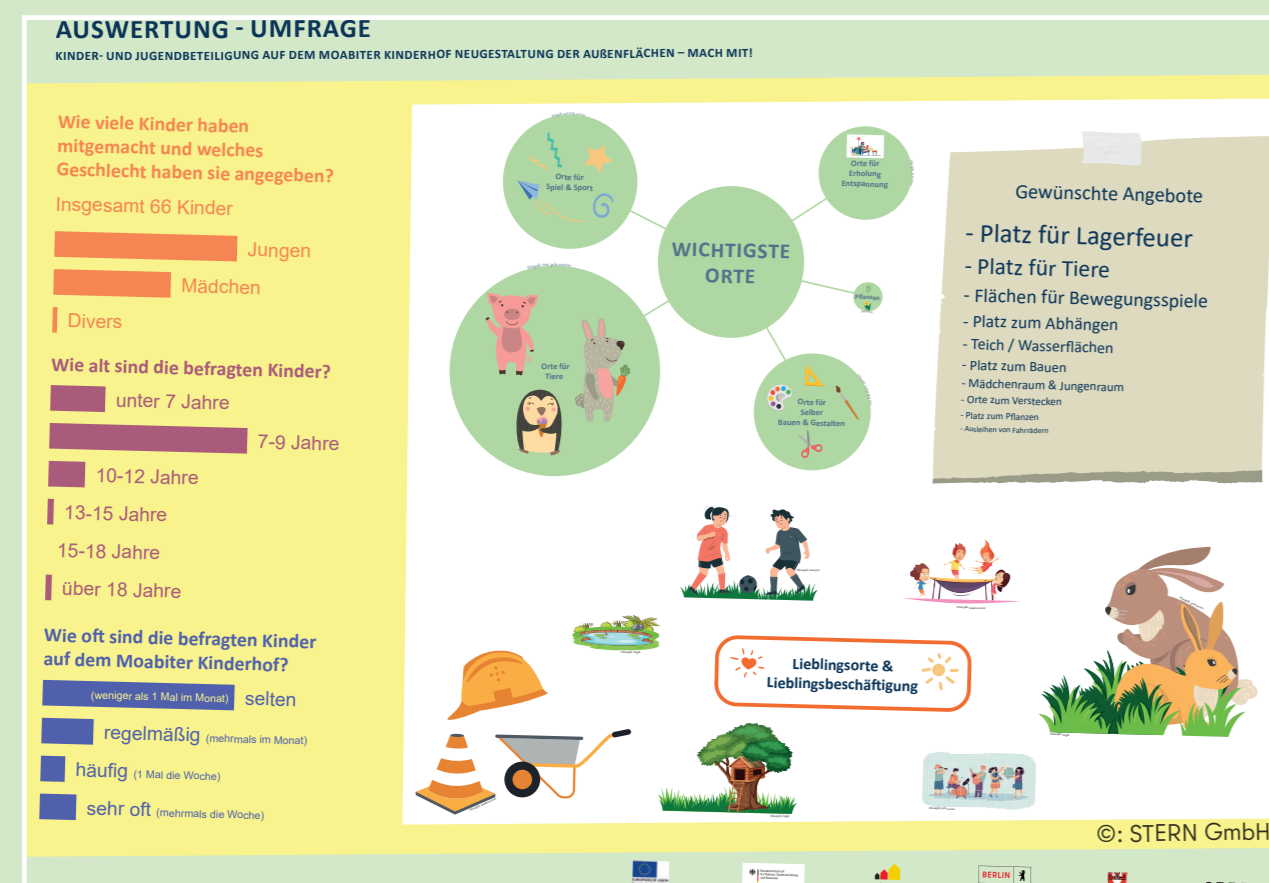 AUSWERTUNG - UMFRAGE
KINDER- UND JUGENDBETEILIGUNG AUF DEM MOABITER KINDERHOF NEUGESTALTUNG DER AUßENFLÄCHEN – MACH MIT!
Wie viele Kinder haben
mitgemacht und welches
Geschlecht haben sie angegeben?
Insgesamt 66 Kinder
Jungen
Mädchen
Divers
Wie alt sind die befragten Kinder?
unter 7 Jahre
7-9 Jahre
10-12 Jahre
13-15 Jahre
15-18 Jahre
über 18 Jahre
Wie oft sind die befragten Kinder
auf dem Moabiter Kinderhof?
(weniger als 1 Mal im Monat) selten
regelmäßig (mehrmals im Monat)
häufig (1 Mal die Woche)
sehr oft (mehrmals die Woche)
Orte für
Spiel & Sport
Orte für
Erholung
Entspannung
WICHTIGSTE
ORTE
Pflanzen
Orte für
Tiere
Orte für
Selber
Bauen & Gestalten
Gewünschte Angebote
- Platz für Lagerfeuer
- Platz für Tiere
- Flächen für Bewegungsspiele
- Platz zum Abhängen
- Teich / Wasserflächen
- Platz zum Bauen
- Mädchenraum & Jungenraum
- Orte zum Verstecken
- Platz zum Pflanzen
- Ausleihen von Fahrrädern
Lieblingsorte &
Lieblingsbeschäftigung
©: STERN GmbH
BERLIN